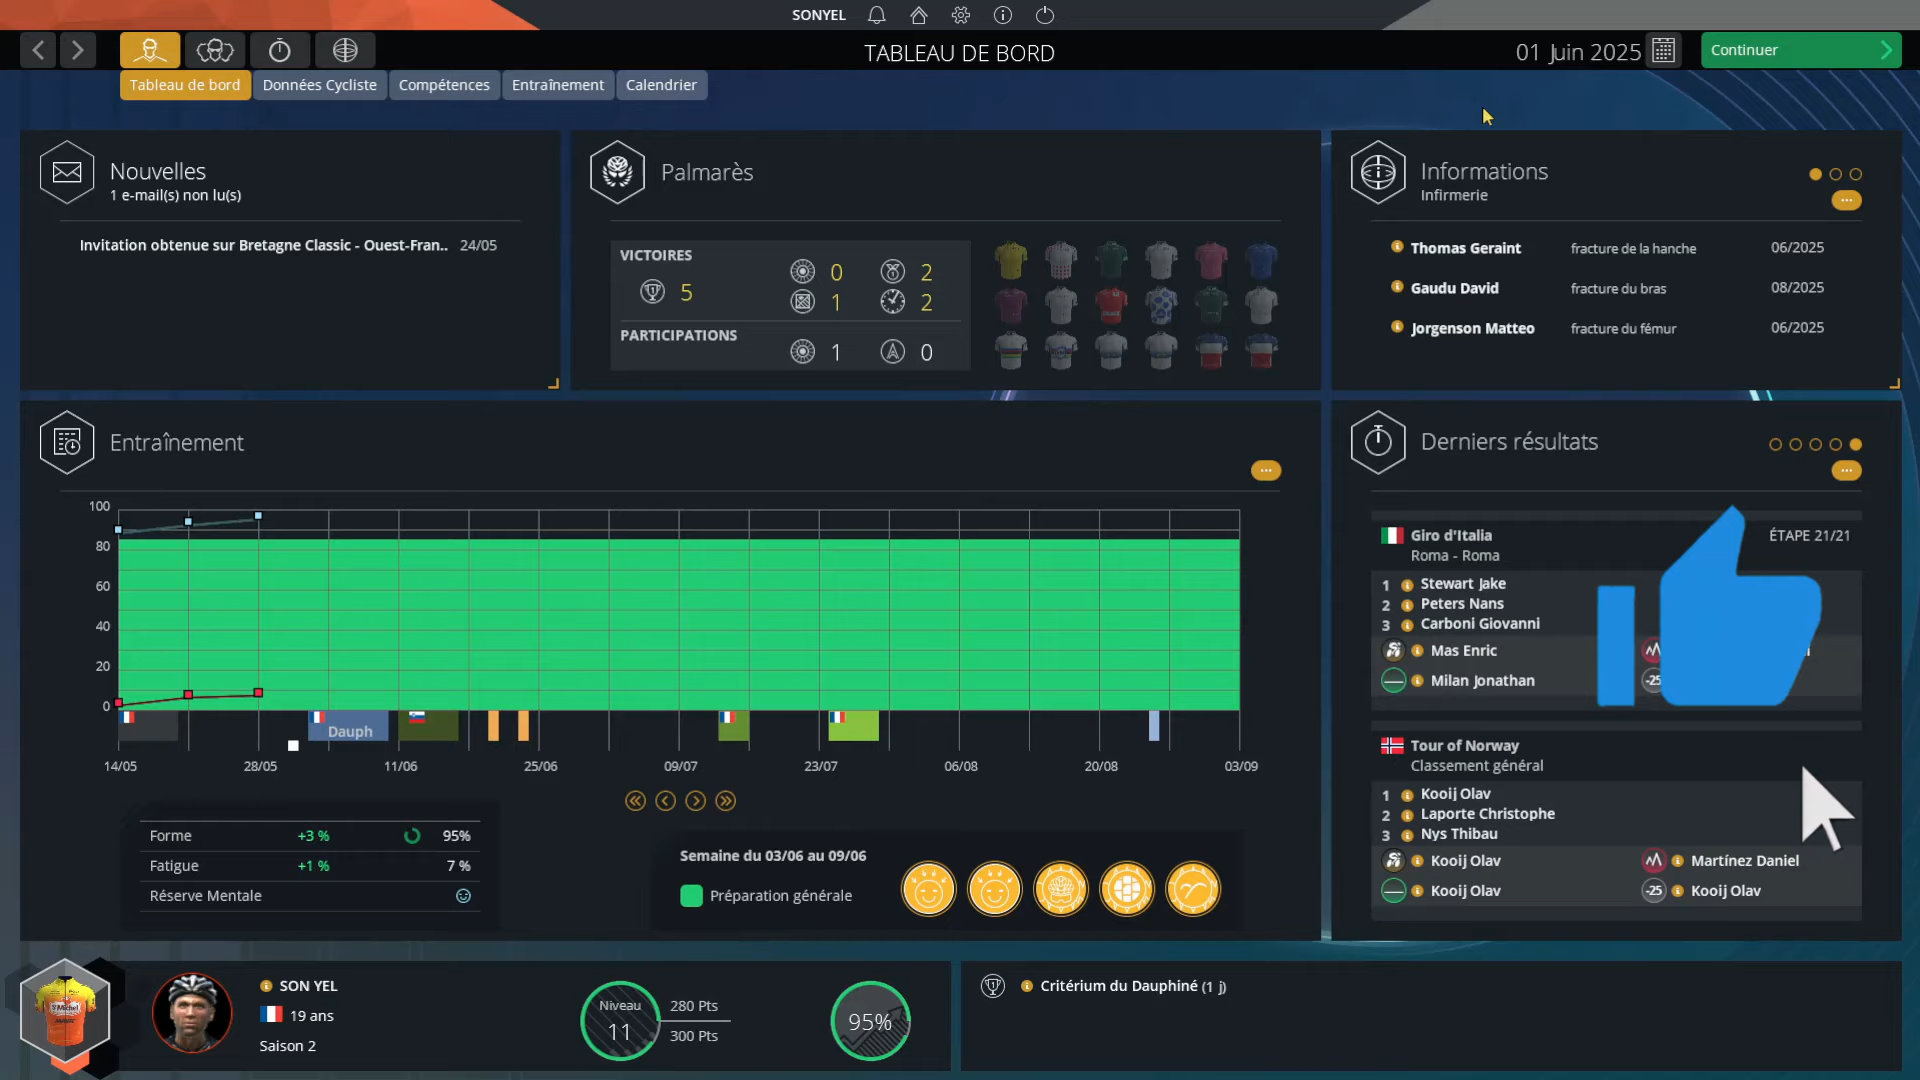 SONYEL
TABLEAU DE BORD
01 Juin 2025
Continuer
Tableau de bord
Données Cycliste
Compétences
Entraînement
Calendrier
Nouvelles
1 e-mail(s) non lu(s)
Invitation obtenue sur Bretagne Classic - Ouest-Fran.. 24/05
Palmarès
VICTOIRES
5
0
2
1
2
PARTICIPATIONS
1
0
Informations
Infirmerie
Thomas Geraint fracture de la hanche 06/2025
Gaudu David fracture du bras 08/2025
Jorgenson Matteo fracture du fémur 06/2025
Entraînement
100
80
60
40
20
0
Dauph
14/05 28/05 11/06 25/06 09/07 23/07 06/08 20/08 03/09
Forme +3 % 95%
Fatigue +1 % 7 %
Réserve Mentale
Semaine du 03/06 au 09/06
Préparation générale
Derniers résultats
Giro d'Italia ÉTAPE 21/21
Roma - Roma
1 Stewart Jake
2 Peters Nans
3 Carboni Giovanni
Mas Enric
Milan Jonathan -25
Tour of Norway
Classement général
1 Kooij Olav
2 Laporte Christophe
3 Nys Thibau
Kooij Olav Martínez Daniel
Kooij Olav -25 Kooij Olav
SON YEL
19 ans
Saison 2
Niveau
11
280 Pts
300 Pts
95%
Critérium du Dauphiné (1 j)